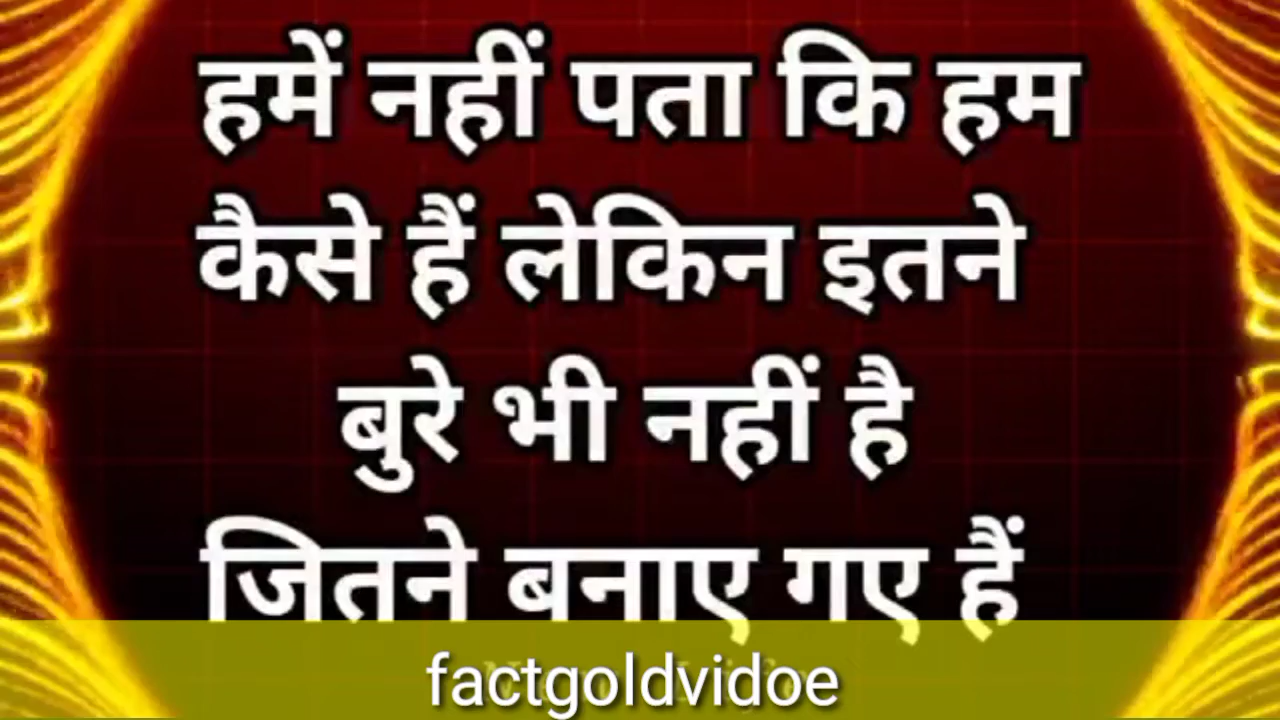 हमें नहीं पता कि हम
कैसे हैं लेकिन इतने
बुरे भी नहीं है
जितने बनाए गए हैं
factgoldvidoe